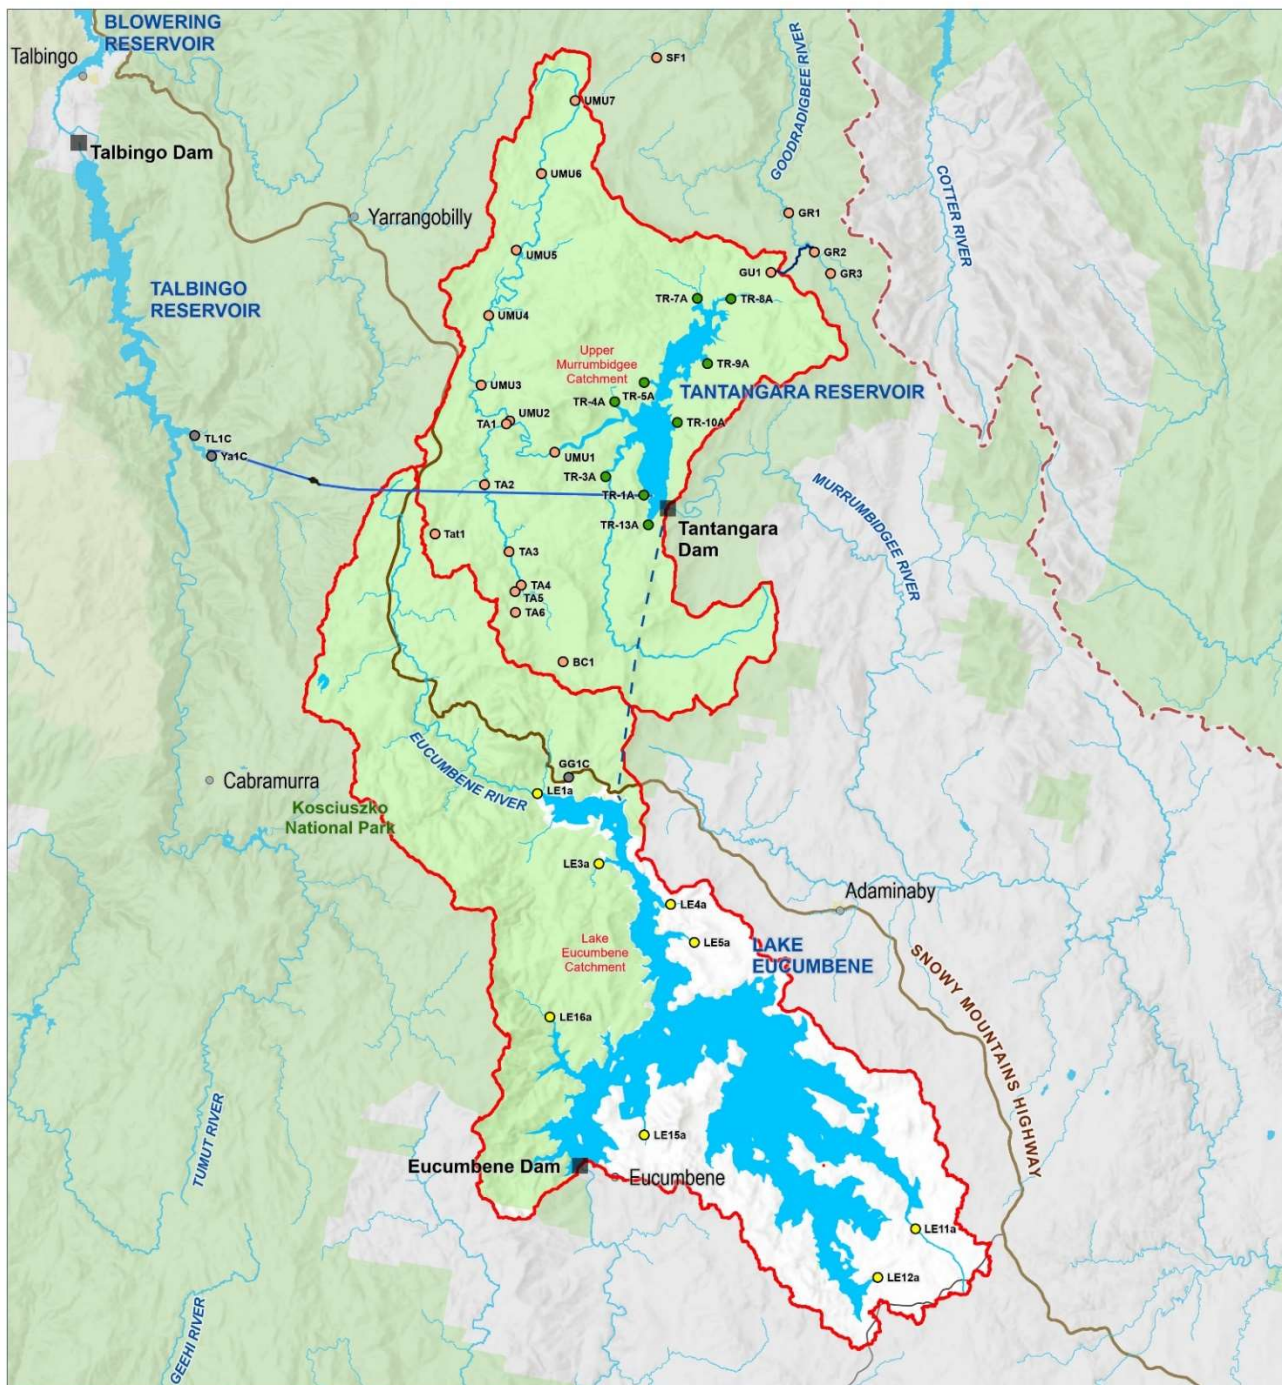 BLOWERING
RESERVOIR
Talbingo
SF1
UMU7
GOODRADIGBEE RIVER
Talbingo Dam
UMU6
COTTER RIVER
Yarrangobilly
GR1
UMU5
GR2
GU1
GR3
TALBINGO
RESERVOIR
TR-7A
TR-8A
UMU4
Upper
Murrumbidgee
Catchment
TR-9A
UMU3
TR-5A
TANTANGARA RESERVOIR
TR-4A
UMU2
TA1
TR-10A
TL1C
Ya1C
UMU1
TR-3A
TA2
TR-1A
MURRUMBIDGEE RIVER
TR-13A
Tantangara
Dam
Tat1
TA3
TA4
TA5
TA6
BC1
EUCUMBENE RIVER
GG1C
Cabramurra
LE1a
Kosciuszko
National Park
LE3a
Adaminaby
LE4a
LE5a
Lake
Eucumbene
Catchment
LAKE
EUCUMBENE
SNOWY MOUNTAINS HIGHWAY
LE16a
TUMUT RIVER
LE15a
Eucumbene Dam
Eucumbene
LE11a
LE12a
GEEHI RIVER